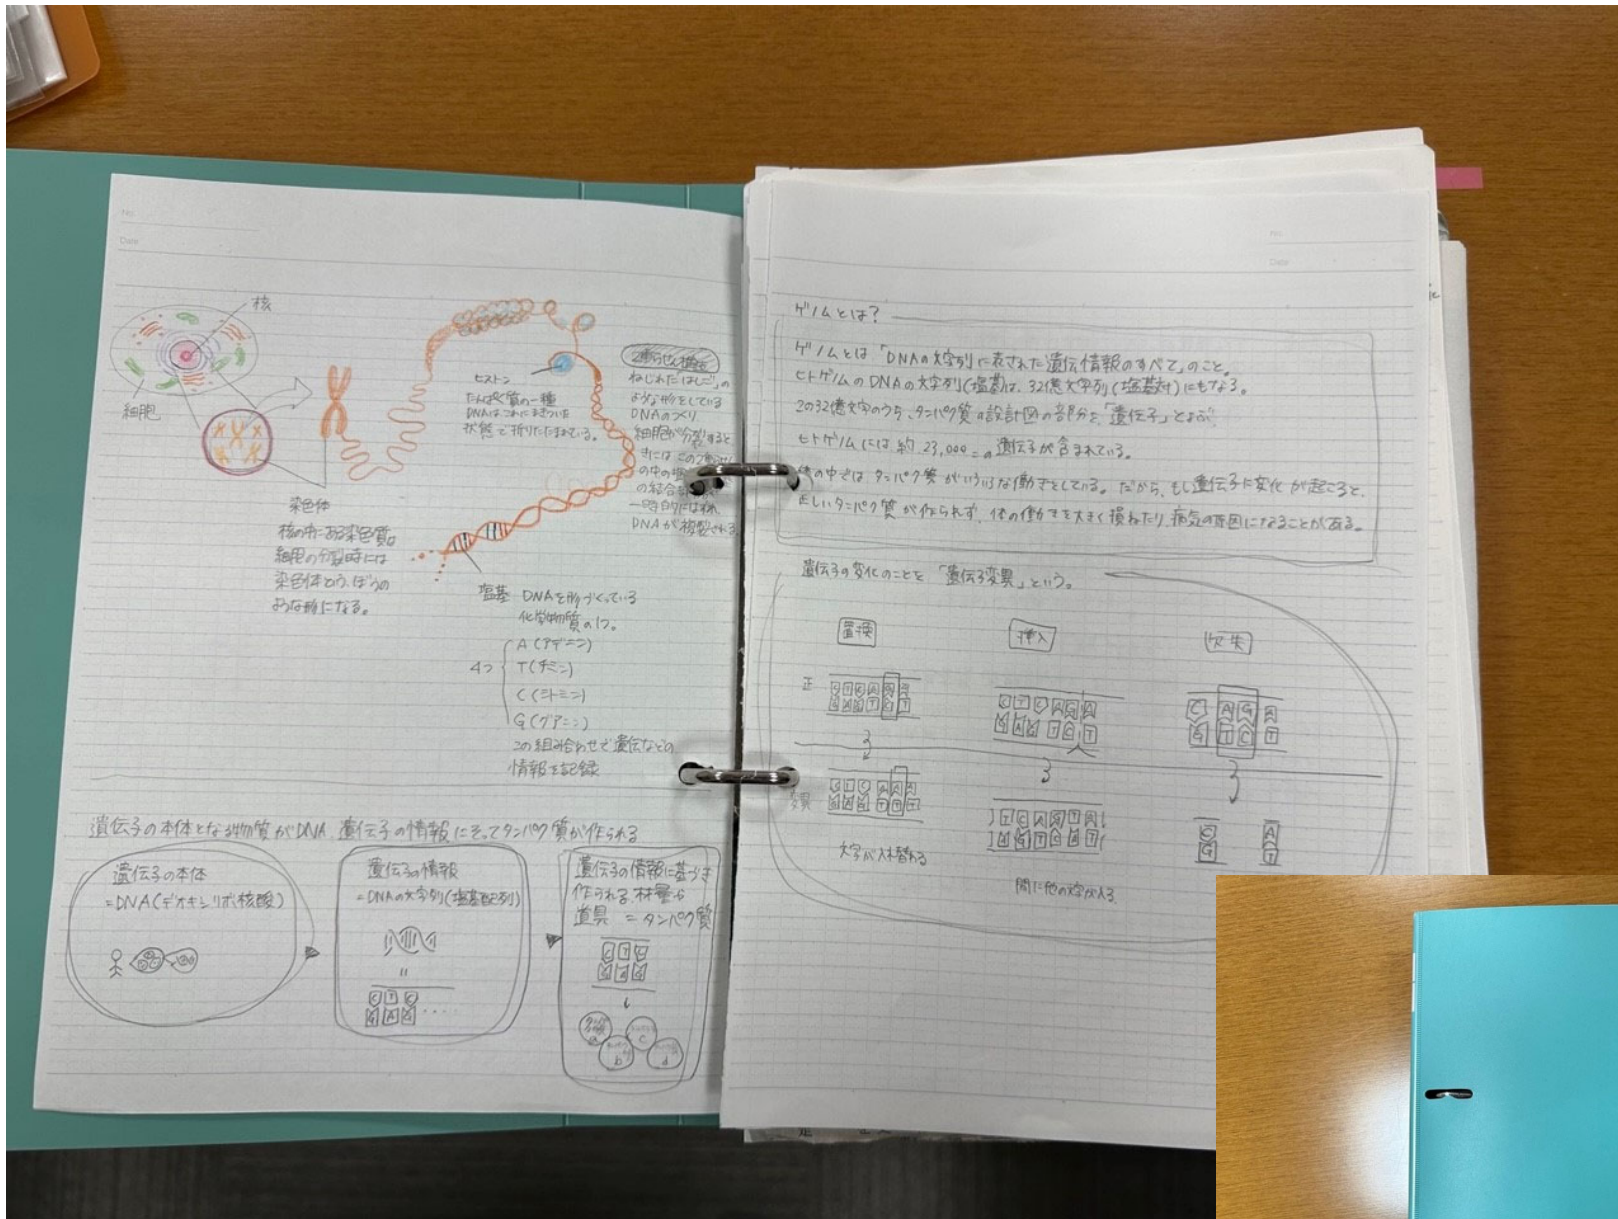 No.
Date
核
細胞
染色体
核の中にある染色質は
細胞の分裂時には
染色体という、ぼうの
ような形になる。
ヒストン
たんぱく質の一種
DNAはこれにまきついた
状態で折りたたまれている。
2重らせん構造
ねじれた「はしご」の
ような形をしている
DNAのつくり
細胞が分裂すると
きにはこの2重らせ
の中の塩
の結合
一時的にはなれ
DNAが複製される
塩基 DNAを形づくっている
化学物質の1つ。
4つ
A(アデニン)
T(チミン)
C(シトミン)
G(グアニン)
この組み合わせで遺伝などの
情報を記録
遺伝子の本体となる物質がDNA、遺伝子の情報にそってタンパク質が作られる
遺伝子の本体
=DNA(デオキシリボ核酸)
遺伝子の情報
=DNAの文字列(塩基配列)
=
C T C
G A G ....
遺伝子の情報に基づき
作られる材量や
道具 = タンパク質
C T C
G A G
a b c d
No.
Date
ゲノムとは?
ゲノムとは「DNAの文字列に表された遺伝情報のすべて」のこと。
ヒトゲノムのDNAの文字列(塩基)は、32億文字列(塩基対)にもなる。
この32億文字のうち、タンパク質の設計図の部分を「遺伝子」とよぶ。
ヒトゲノムには約23,000この遺伝子が含まれている。
体の中では、タンパク質がいろいろな働きをしている。だから、もし遺伝子に変化が起こると、
正しいタンパク質が作られず、体の働きを大きく損ねたり、病気の原因になることがある。
遺伝子の変化のことを「遺伝子変異」という。
置換 挿入 欠失
正
C T C A G A
G A G T C T
C T C A G A
G A G T C T
C A G A
G T C T
変異
C T C A A A
G A G T T T
T C A G T A
A G T C A T
C A
G T
文字が入れ替わる
間に他の文字が入る